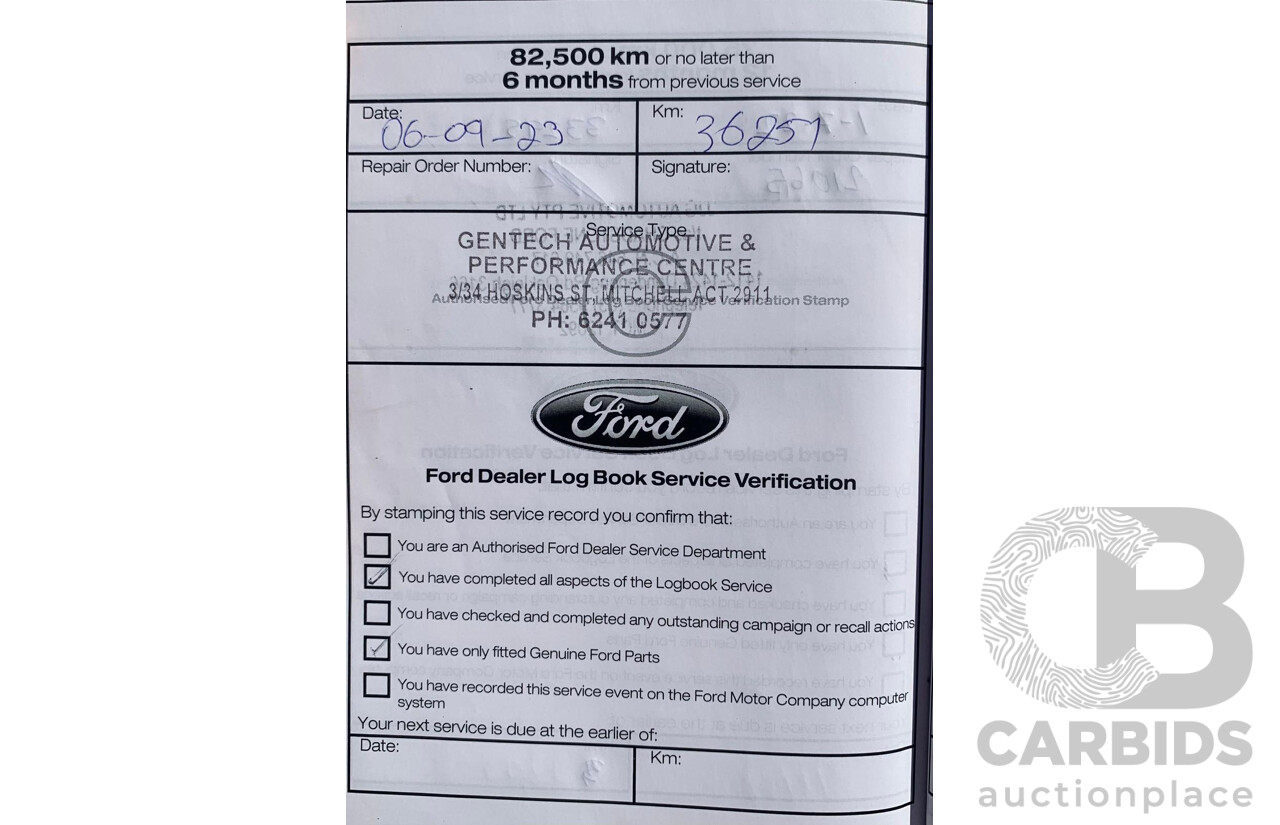 82,500 km or no later than
6 months from previous service
Date: 06-09-23
Km: 36251
Repair Order Number:
Signature:
Service Type
GENTECH AUTOMOTIVE &
PERFORMANCE CENTRE
3/34 HOSKINS ST, MITCHELL ACT 2911
Authorised Ford Dealer Log Book Service Verification Stamp
PH: 6241 0577
Ford
Ford Dealer Log Book Service Verification
By stamping this service record you confirm that:
You are an Authorised Ford Dealer Service Department
You have completed all aspects of the Logbook Service
You have checked and completed any outstanding campaign or recall actions
You have only fitted Genuine Ford Parts
You have recorded this service event on the Ford Motor Company computer
system
Your next service is due at the earlier of:
Date:
Km:
CB
CARBIDS
auctionplace